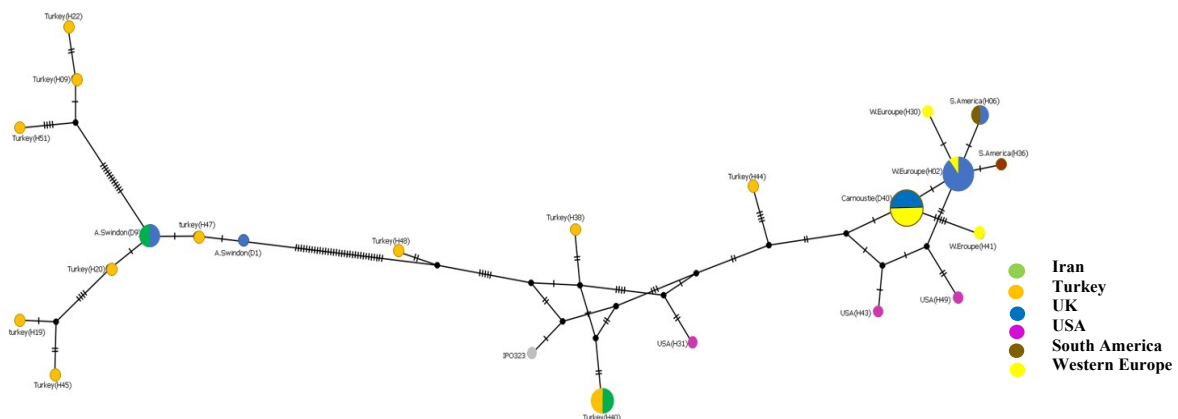 Turkey(H22)
Turkey(H09)
Turkey(H51)
A.Swindon(D9)
turkey(H47)
A.Swindon(D1)
Turkey(H20)
turkey(H19)
Turkey(H45)
Turkey(H48)
Turkey(H38)
Turkey(H44)
IPO323
Turkey(H40)
USA(H31)
W.Euroupe(H30)
S.America(H06)
S.America(H36)
W.Euroupe(H02)
Carnoustie(D40)
W.Eroupe(H41)
USA(H49)
USA(H43)
Iran
Turkey
UK
USA
South America
Western Europe